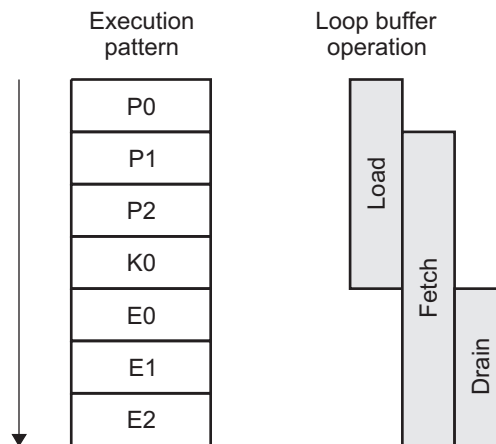 Execution
pattern
Loop buffer
operation
P0
P1
P2
K0
E0
E1
E2
Load
Fetch
Drain